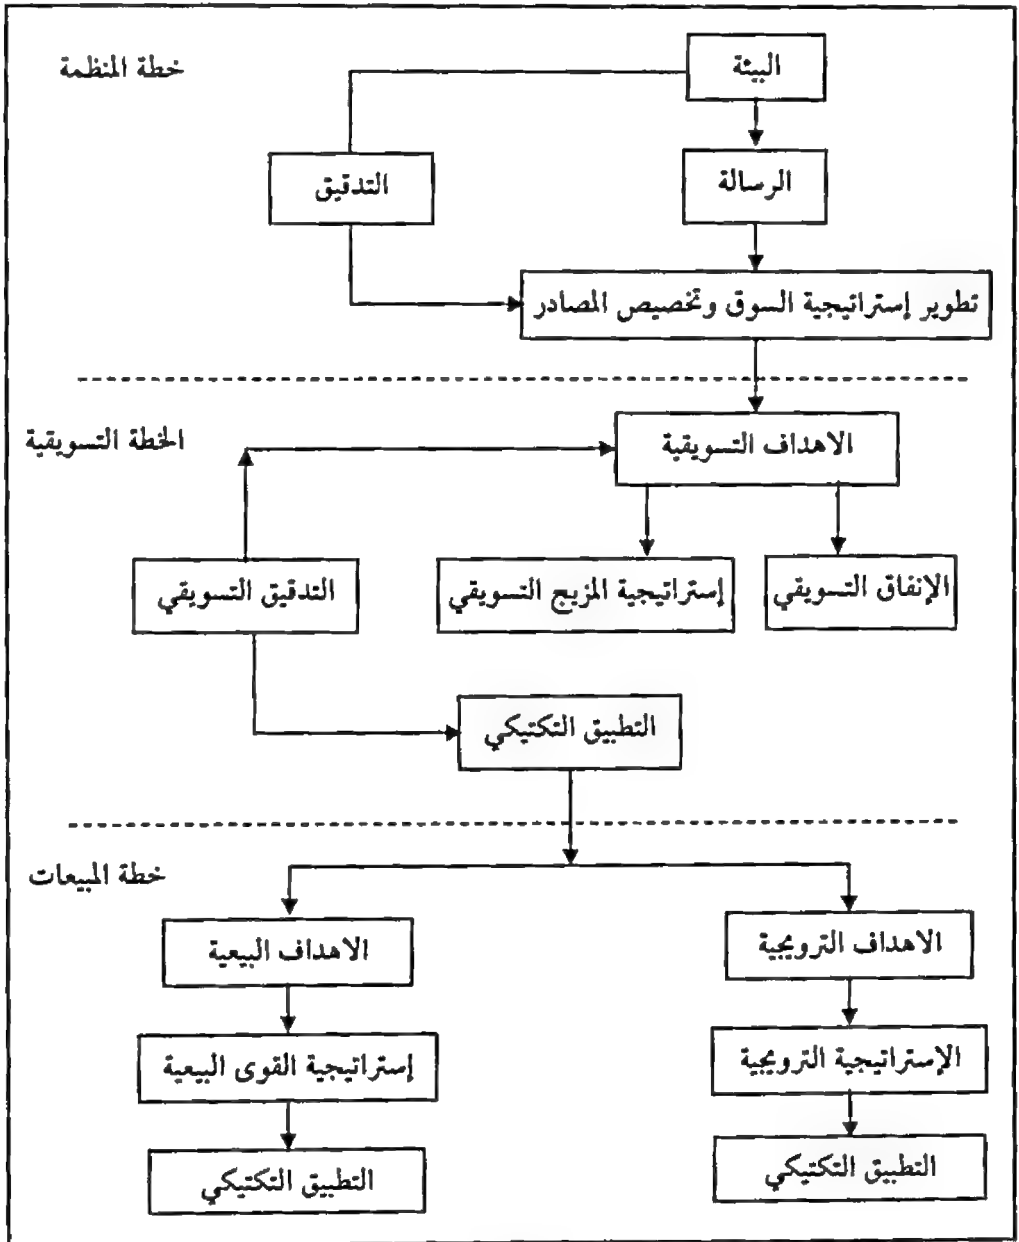 البيئة
خطة المنظمة
الرسالة
التدقيق
تطوير إستراتيجية السوق وتخصيص المصادر
الاهداف التسويقية
الخطة التسويقية
الإنفاق التسويقي
إستراتيجية المزيج التسويقي
التدقيق التسويقي
التطبيق التكتيكي
خطة المبيعات
الاهداف الترويجية
الاهداف البيعية
الإستراتيجية الترويجية
إستراتيجية القوى البيعية
التطبيق التكتيكي
التطبيق التكتيكي